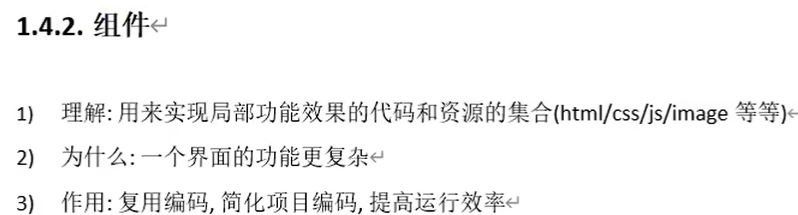 1.4.2. 组件
1) 理解: 用来实现局部功能效果的代码和资源的集合(html/css/js/image 等等)
2) 为什么: 一个界面的功能更复杂
3) 作用: 复用编码, 简化项目编码, 提高运行效率